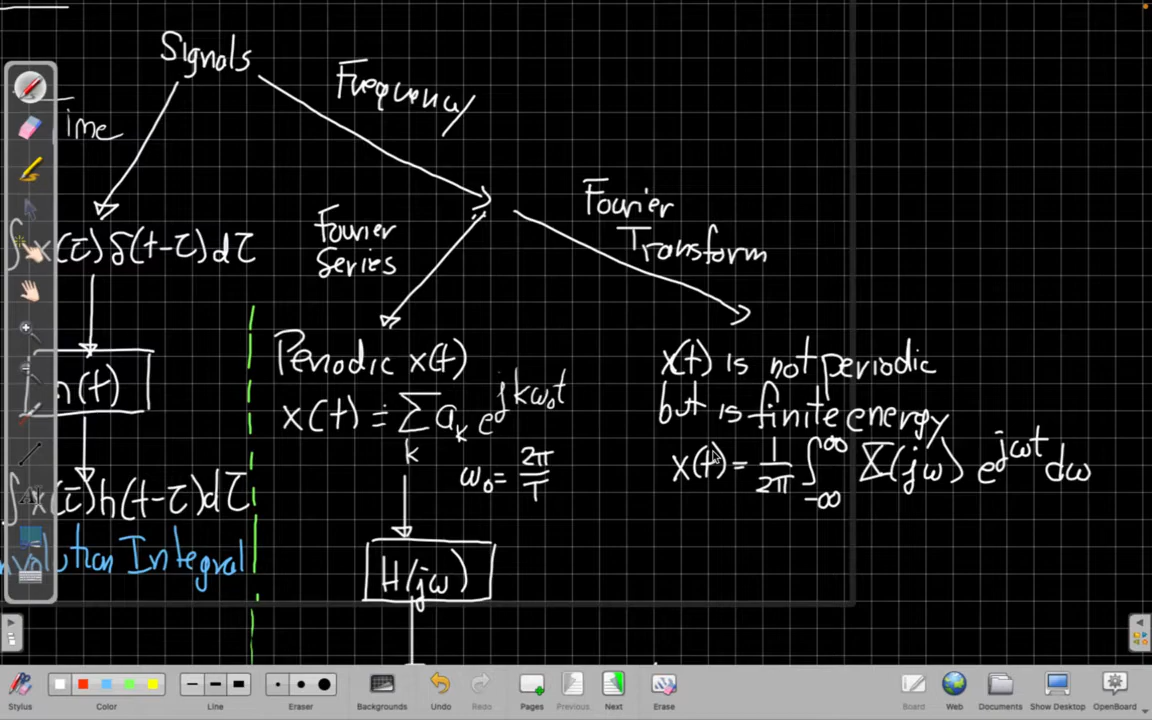 Signals
Frequency
ime
Fourier
Series
Fourier
Transform
∫x(τ)δ(t-τ)dτ
h(t)
∫x(τ)h(t-τ)dτ
nvolution Integral
Periodic x(t)
x(t) = ∑ₖ aₖ e^{jkω₀t}
ω₀ = 2π/T
H(jω)
x(t) is not periodic
but is finite energy
x(t) = 1/2π ∫_{-∞}^{∞} X(jω) e^{jωt} dω
Stylus
Color
Line
Eraser
Backgrounds
Undo
Redo
Pages
Previous
Next
Erase
Board
Web
Documents
Show Desktop
OpenBoard